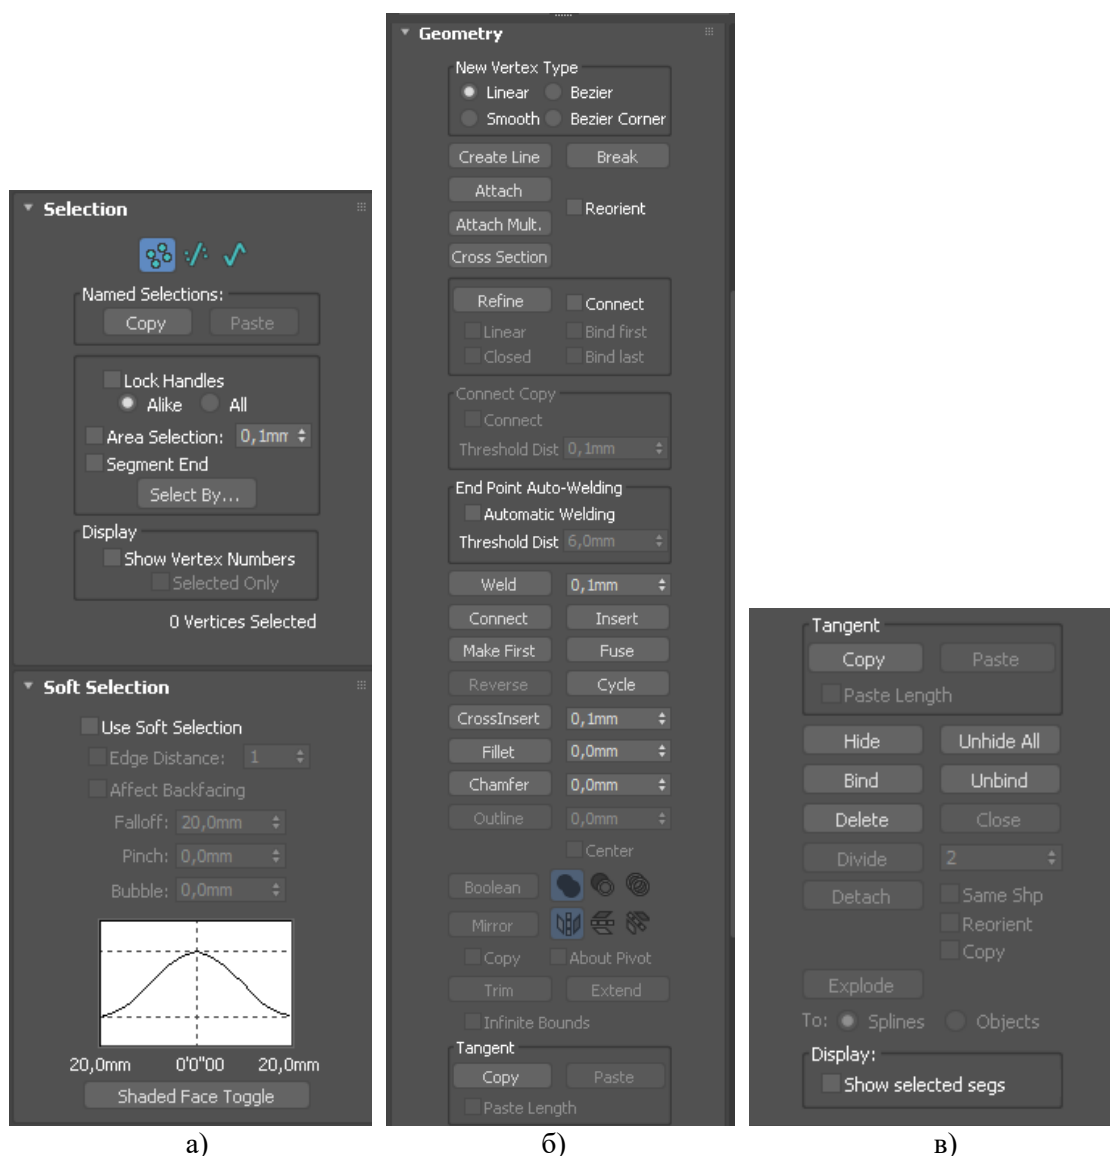 Selection
Named Selections:
Copy Paste
Lock Handles
Alike All
Area Selection: 0,1mm
Segment End
Select By...
Display
Show Vertex Numbers
Selected Only
0 Vertices Selected
Soft Selection
Use Soft Selection
Edge Distance: 1
Affect Backfacing
Falloff: 20,0mm
Pinch: 0,0mm
Bubble: 0,0mm
20,0mm 0'0"00 20,0mm
Shaded Face Toggle
а)
Geometry
New Vertex Type
Linear Bezier
Smooth Bezier Corner
Create Line Break
Attach
Reorient
Attach Mult.
Cross Section
Refine Connect
Linear Bind first
Closed Bind last
Connect Copy
Connect
Threshold Dist 0,1mm
End Point Auto-Welding
Automatic Welding
Threshold Dist 6,0mm
Weld 0,1mm
Connect Insert
Make First Fuse
Reverse Cycle
CrossInsert 0,1mm
Fillet 0,0mm
Chamfer 0,0mm
Outline 0,0mm
Center
Boolean
Mirror
Copy About Pivot
Trim Extend
Infinite Bounds
Tangent
Copy Paste
Paste Length
б)
Tangent
Copy Paste
Paste Length
Hide Unhide All
Bind Unbind
Delete Close
Divide 2
Detach Same Shp
Reorient
Copy
Explode
To: Splines Objects
Display:
Show selected segs
в)